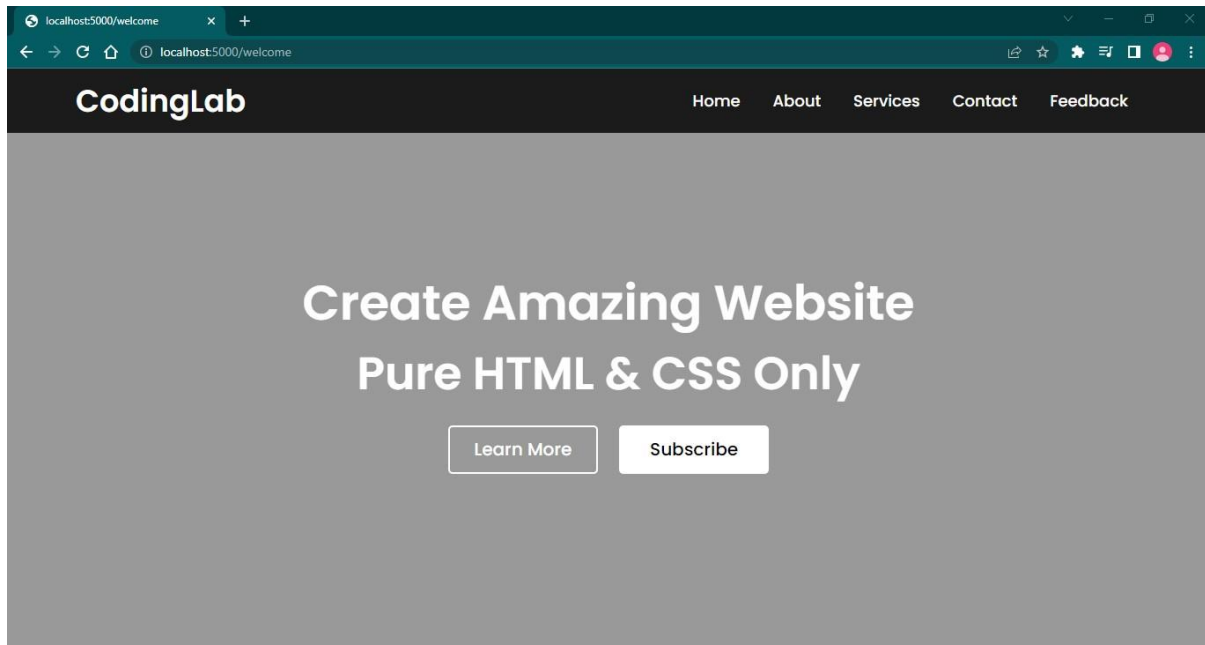 localhost:5000/welcome
localhost:5000/welcome
CodingLab Home About Services Contact Feedback
Create Amazing Website
Pure HTML & CSS Only
Learn More Subscribe